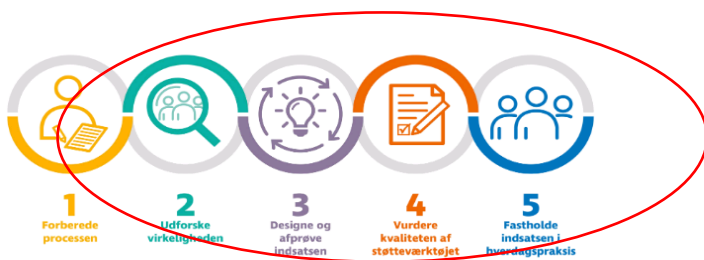 1
Forberede
processen
2
Udforske
virkeligheden
3
Designe og
afprøve
indsatsen
4
Vurdere
kvaliteten af
støtteværktøjet
5
Fastholde
indsatsen i
hverdagspraksis